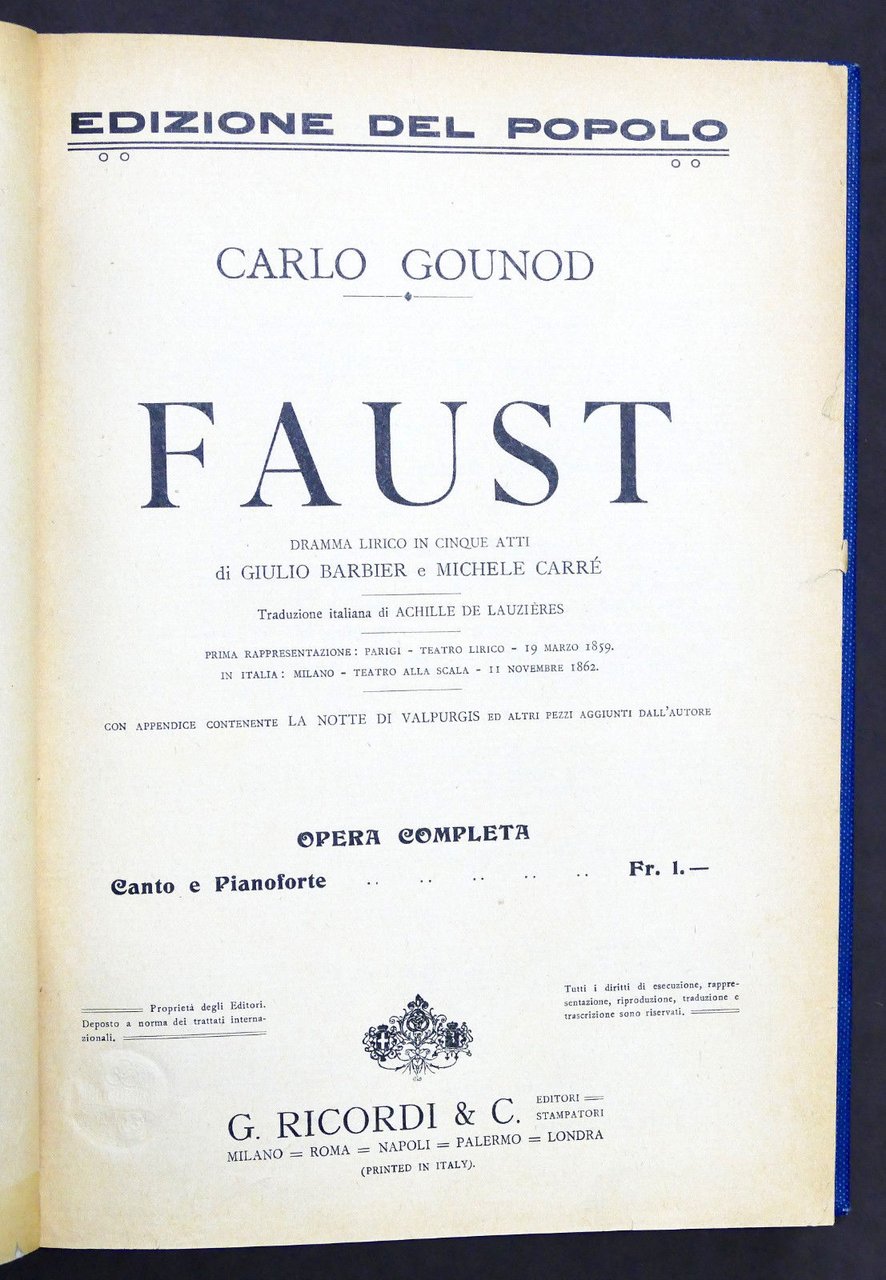 EDIZIONE DEL POPOLO
CARLO GOUNOD
FAUST
DRAMMA LIRICO IN CINQUE ATTI
di GIULIO BARBIER e MICHELE CARRÉ
Traduzione italiana di ACHILLE DE LAUZIÈRES
PRIMA RAPPRESENTAZIONE: PARIGI - TEATRO LIRICO - 19 MARZO 1859.
IN ITALIA: MILANO - TEATRO ALLA SCALA - 11 NOVEMBRE 1862.
CON APPENDICE CONTENENTE LA NOTTE DI VALPURGIS ED ALTRI PEZZI AGGIUNTI DALL'AUTORE
OPERA COMPLETA
Canto e Pianoforte .. .. .. .. .. Fr. 1.—
Proprietà degli Editori.
Deposto a norma dei trattati interna-
zionali.
Tutti i diritti di esecuzione, rappre-
sentazione, riproduzione, traduzione e
trascrizione sono riservati.
G. RICORDI & C. EDITORI
STAMPATORI
MILANO = ROMA = NAPOLI = PALERMO = LONDRA
(PRINTED IN ITALY).